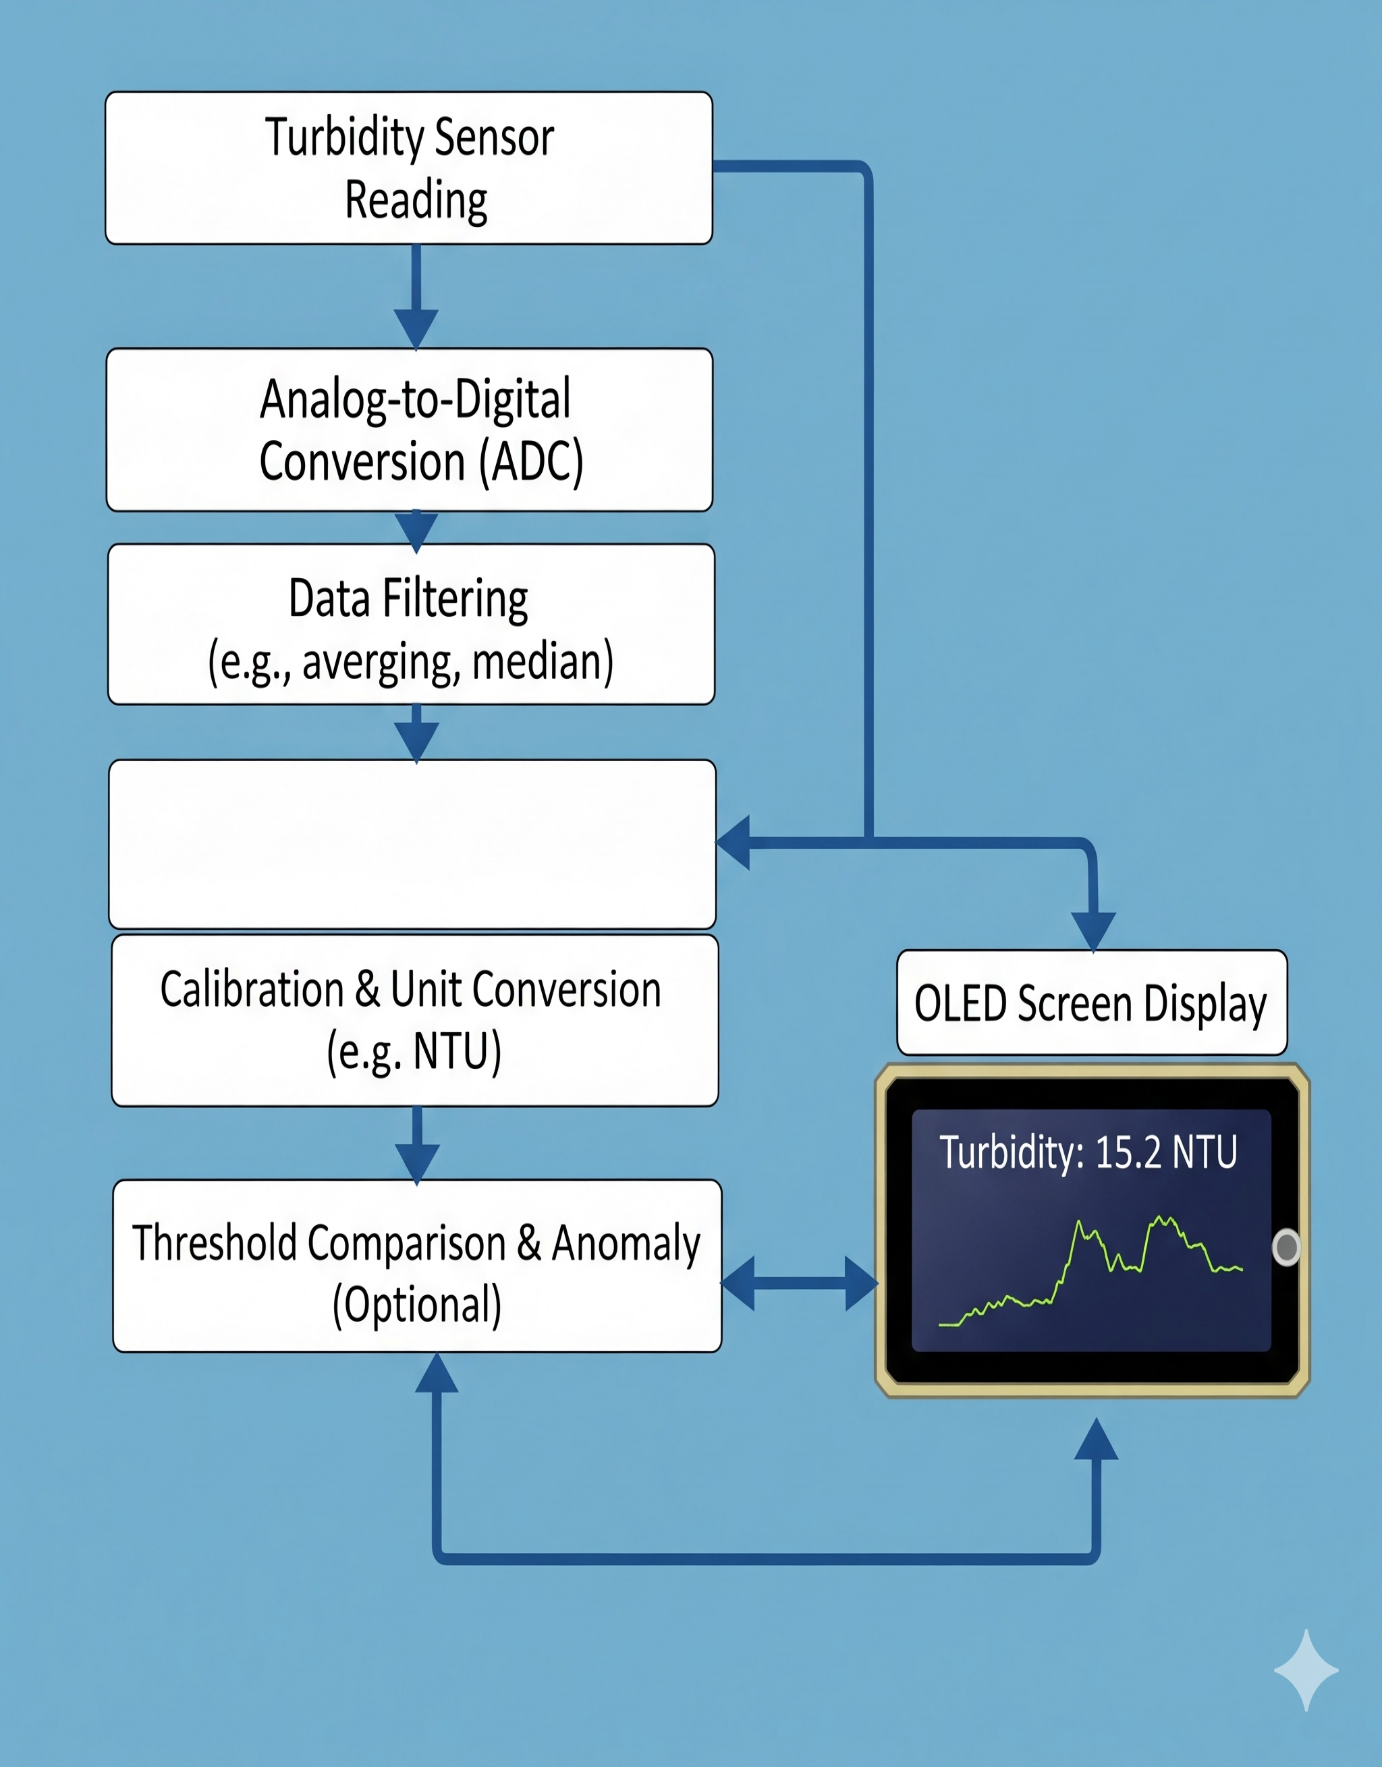 Turbidity Sensor
Reading
Analog-to-Digital
Conversion (ADC)
Data Filtering
(e.g., averging, median)
Calibration & Unit Conversion
(e.g. NTU)
OLED Screen Display
Turbidity: 15.2 NTU
Threshold Comparison & Anomaly
(Optional)